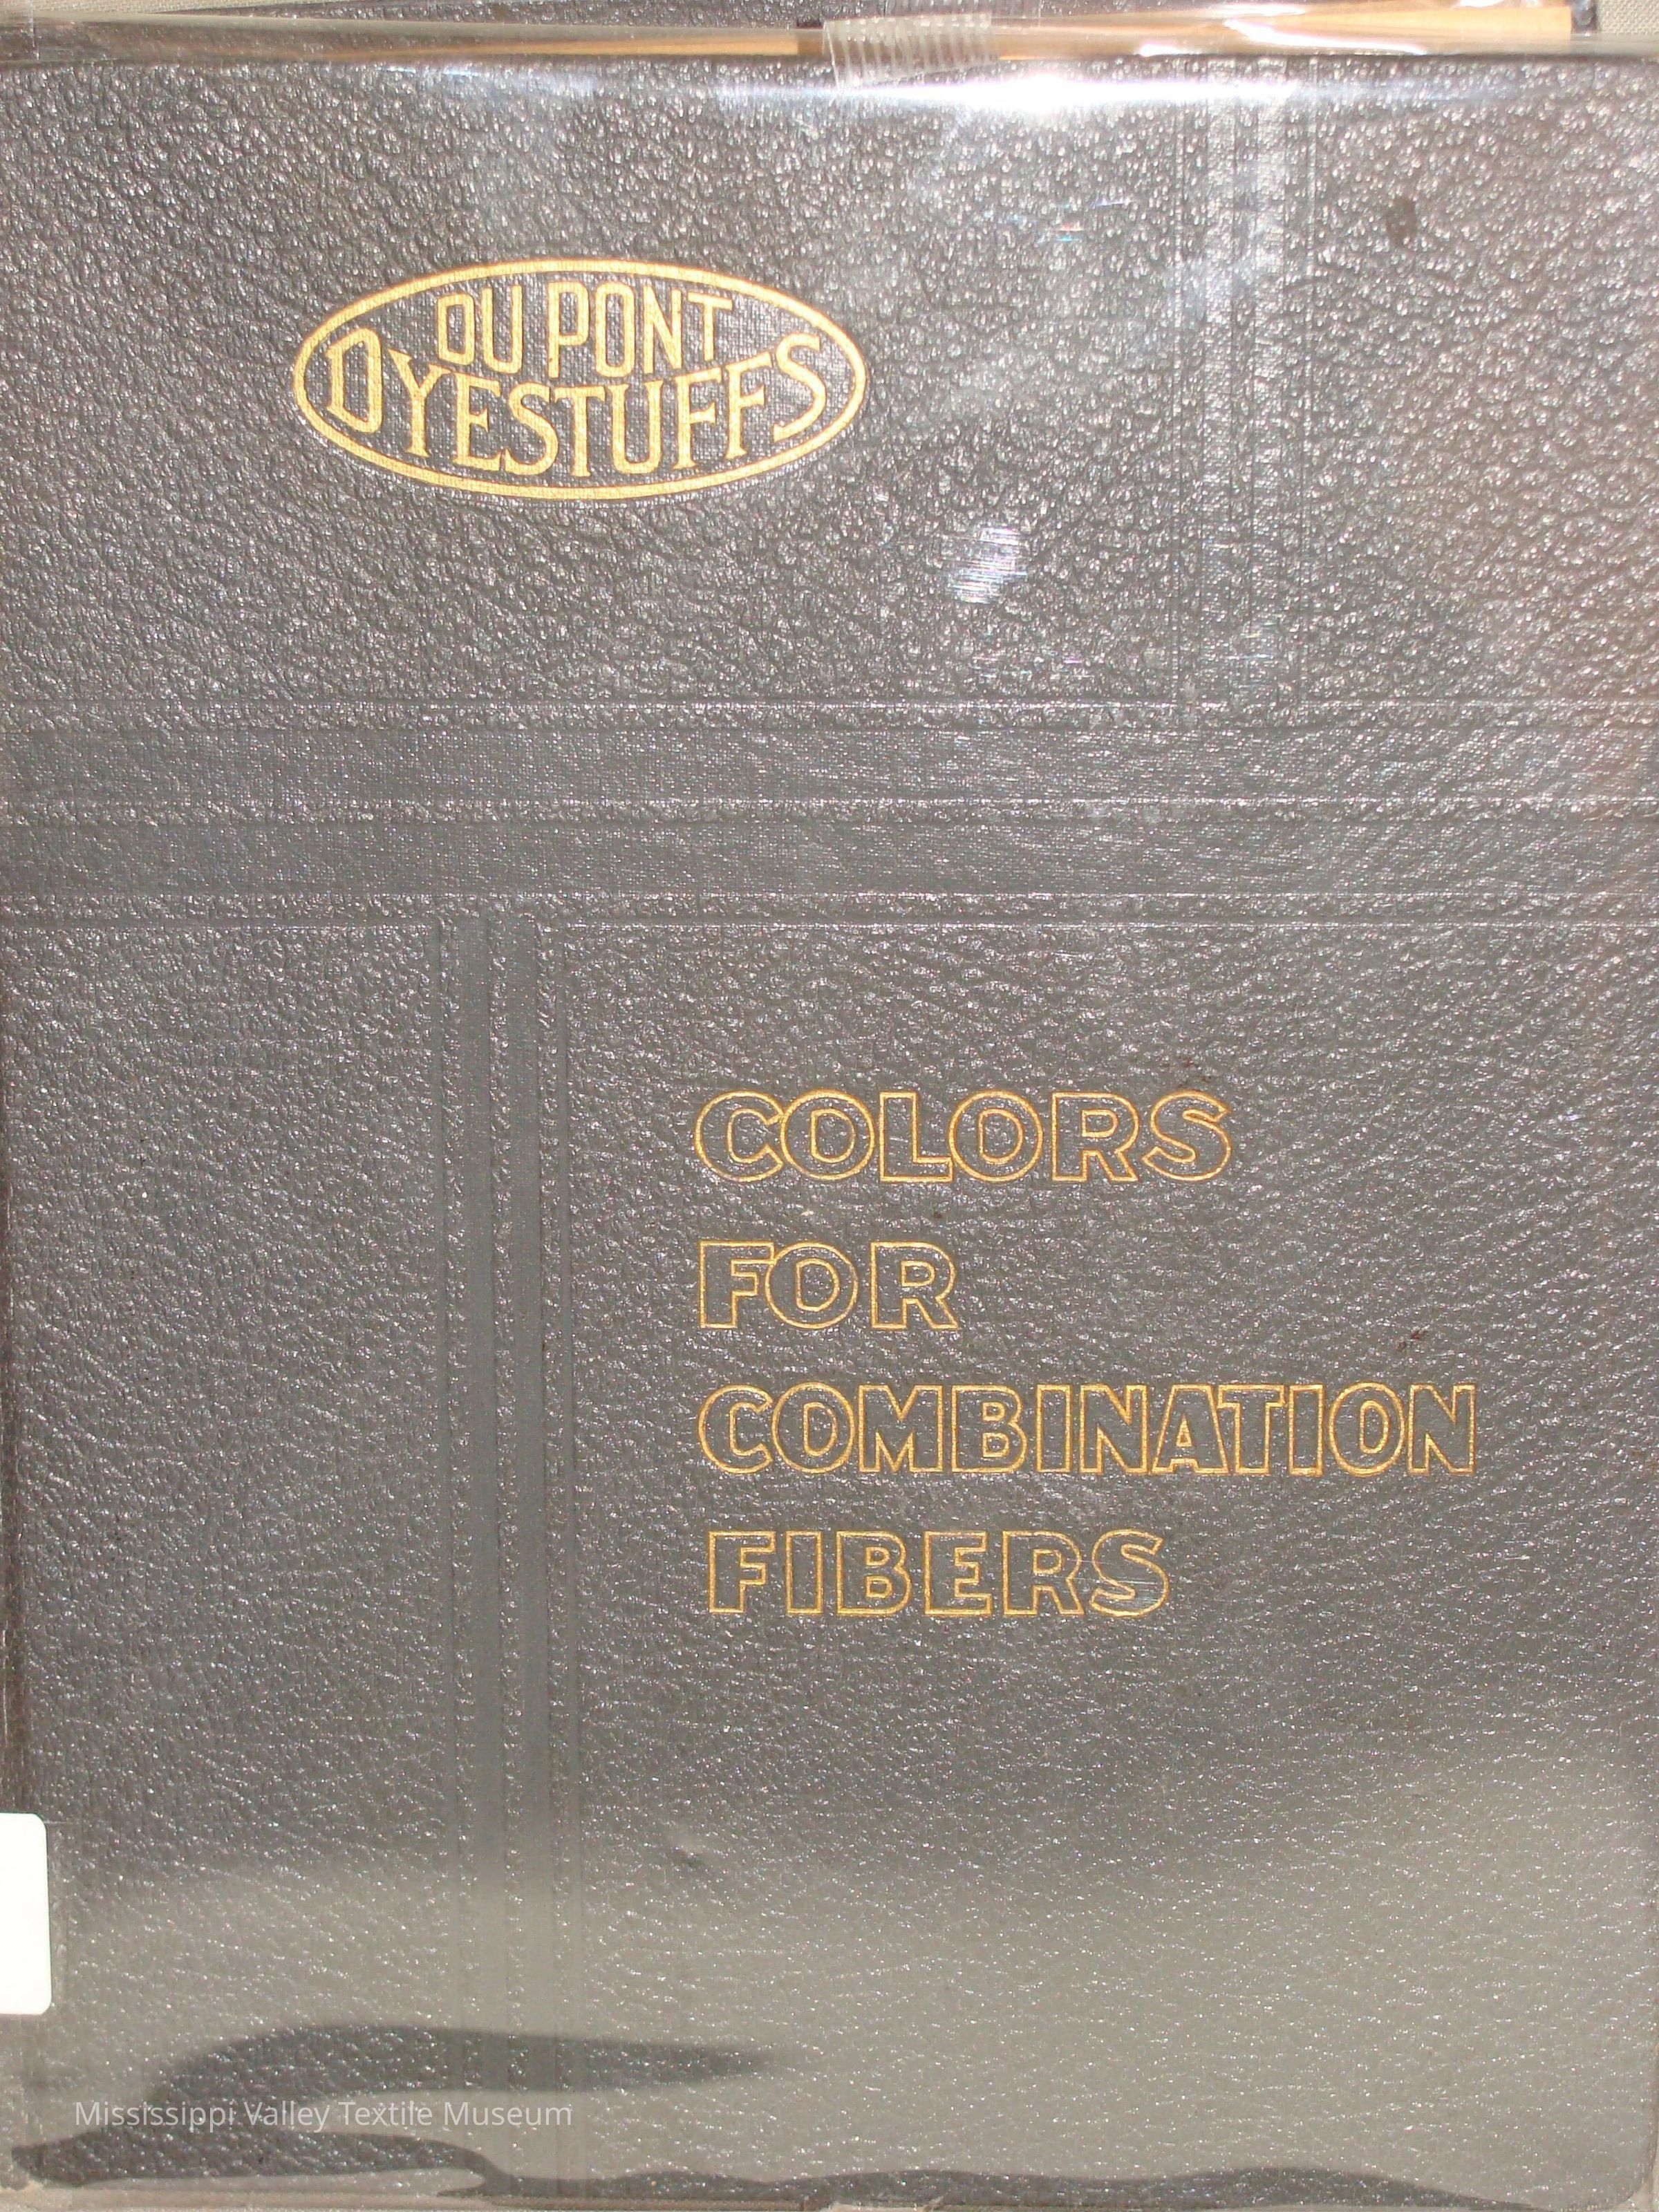 DU PONT
DYESTUFFS
COLORS
FOR
COMBINATION
FIBERS
Mississippi Valley Textile Museum